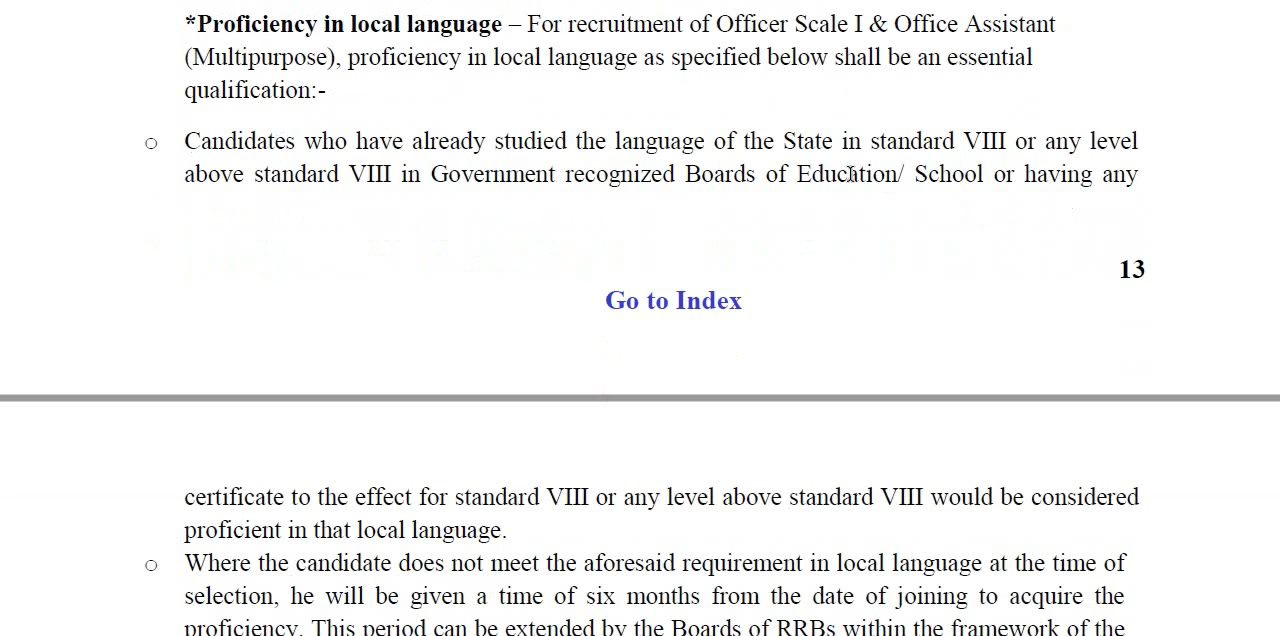 *Proficiency in local language – For recruitment of Officer Scale I & Office Assistant
(Multipurpose), proficiency in local language as specified below shall be an essential
qualification:-
o Candidates who have already studied the language of the State in standard VIII or any level
above standard VIII in Government recognized Boards of Education/ School or having any
13
Go to Index
certificate to the effect for standard VIII or any level above standard VIII would be considered
proficient in that local language.
o Where the candidate does not meet the aforesaid requirement in local language at the time of
selection, he will be given a time of six months from the date of joining to acquire the
proficiency. This period can be extended by the Boards of RRBs within the framework of the